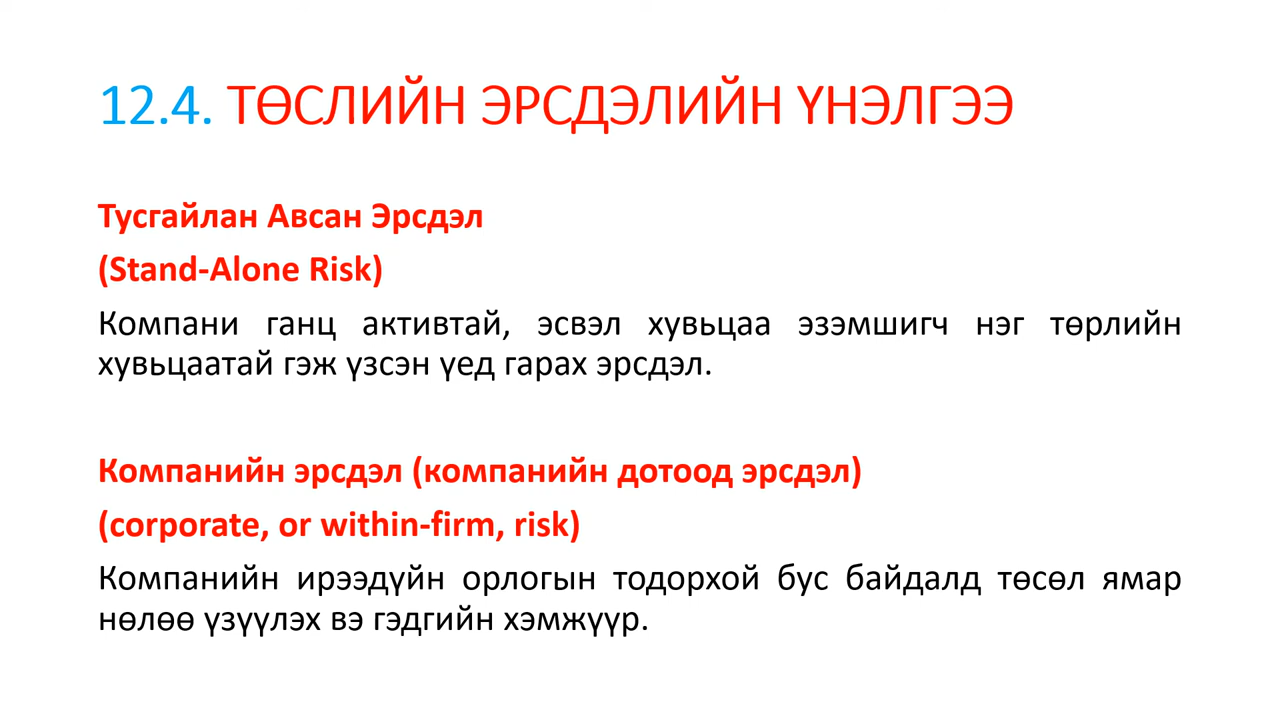 12.4. ТӨСЛИЙН ЭРСДЭЛИЙН ҮНЭЛГЭЭ
Тусгайлан Авсан Эрсдэл
(Stand-Alone Risk)
Компани ганц активтай, эсвэл хувьцаа эзэмшигч нэг төрлийн
хувьцаатай гэж үзсэн үед гарах эрсдэл.
Компанийн эрсдэл (компанийн дотоод эрсдэл)
(corporate, or within-firm, risk)
Компанийн ирээдүйн орлогын тодорхой бус байдалд төсөл ямар
нөлөө үзүүлэх вэ гэдгийн хэмжүүр.